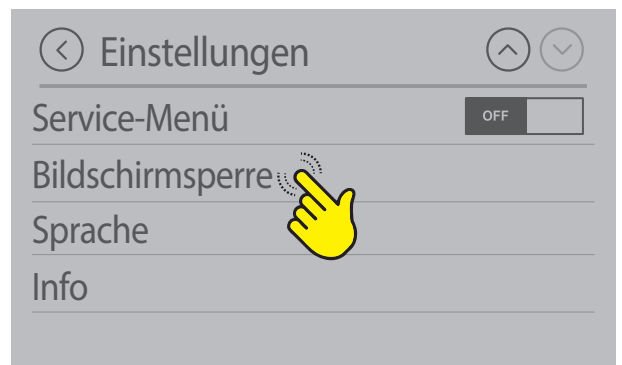 Einstellungen
Service-Menü OFF
Bildschirmsperre
Sprache
Info